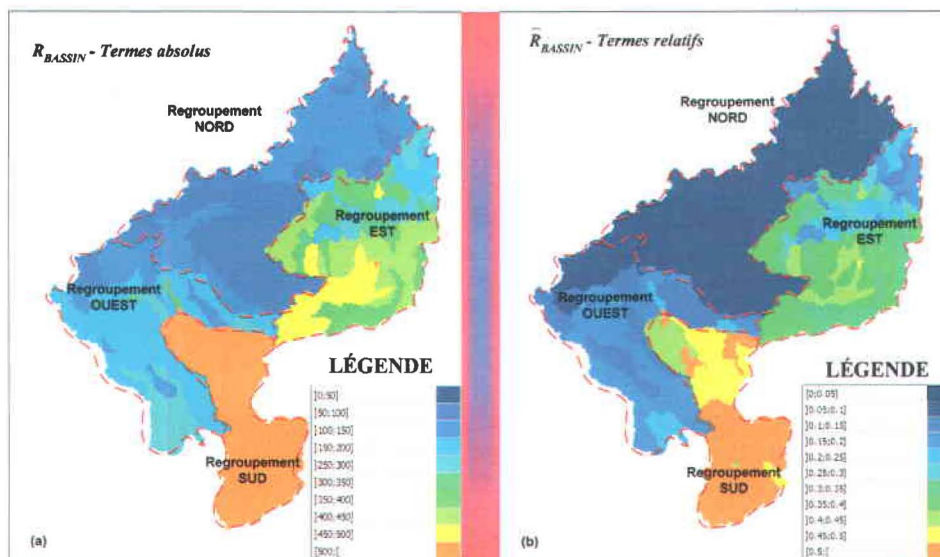 R_BASSIN - Termes absolus
Regroupement
NORD
Regroupement
EST
Regroupement
OUEST
Regroupement
SUD
LÉGENDE
[0;50]
]50;100]
]100;150]
]150;200]
]250;300]
]300;350]
]350;400]
]400;450]
]450;500]
]500;[
(a)
R̄_BASSIN - Termes relatifs
Regroupement
NORD
Regroupement
EST
Regroupement
OUEST
Regroupement
SUD
LÉGENDE
[0;0.05]
]0.05;0.1]
]0.1;0.15]
]0.15;0.2]
]0.2;0.25]
]0.25;0.3]
]0.3;0.35]
]0.35;0.4]
]0.4;0.45]
]0.45;0.5]
]0.5;[
(b)